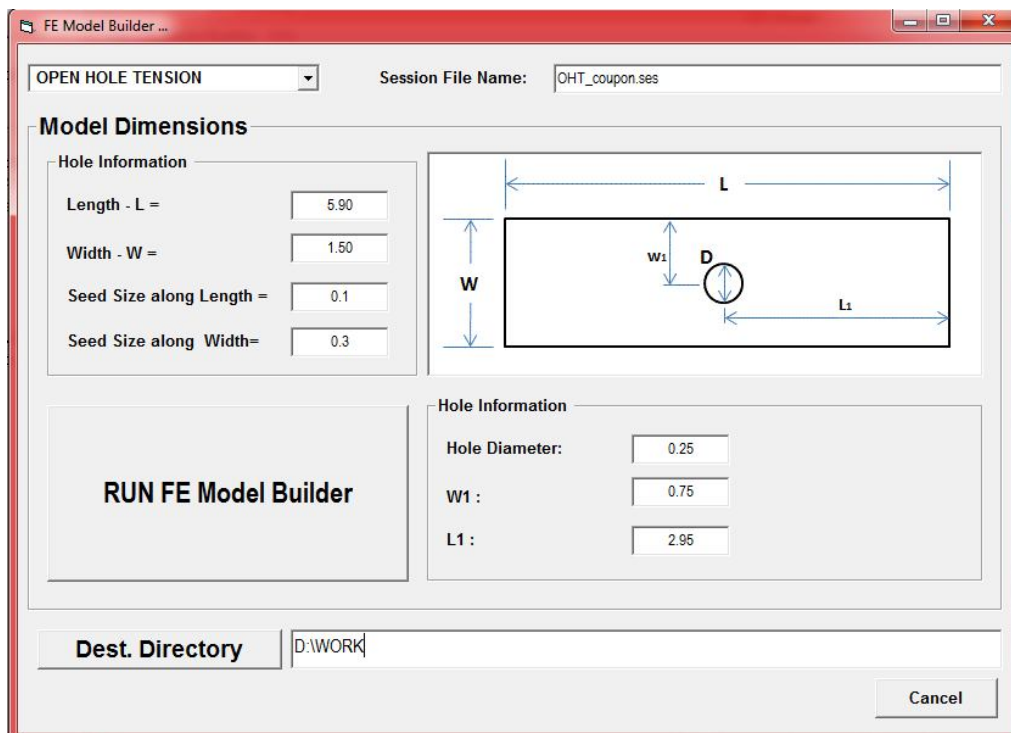 FE Model Builder ...
OPEN HOLE TENSION
Session File Name: OHT_coupon.ses
Model Dimensions
Hole Information
Length - L = 5.90
Width - W = 1.50
Seed Size along Length = 0.1
Seed Size along Width= 0.3
L
W
W1
D
L1
RUN FE Model Builder
Hole Information
Hole Diameter: 0.25
W1 : 0.75
L1 : 2.95
Dest. Directory D:\WORK
Cancel